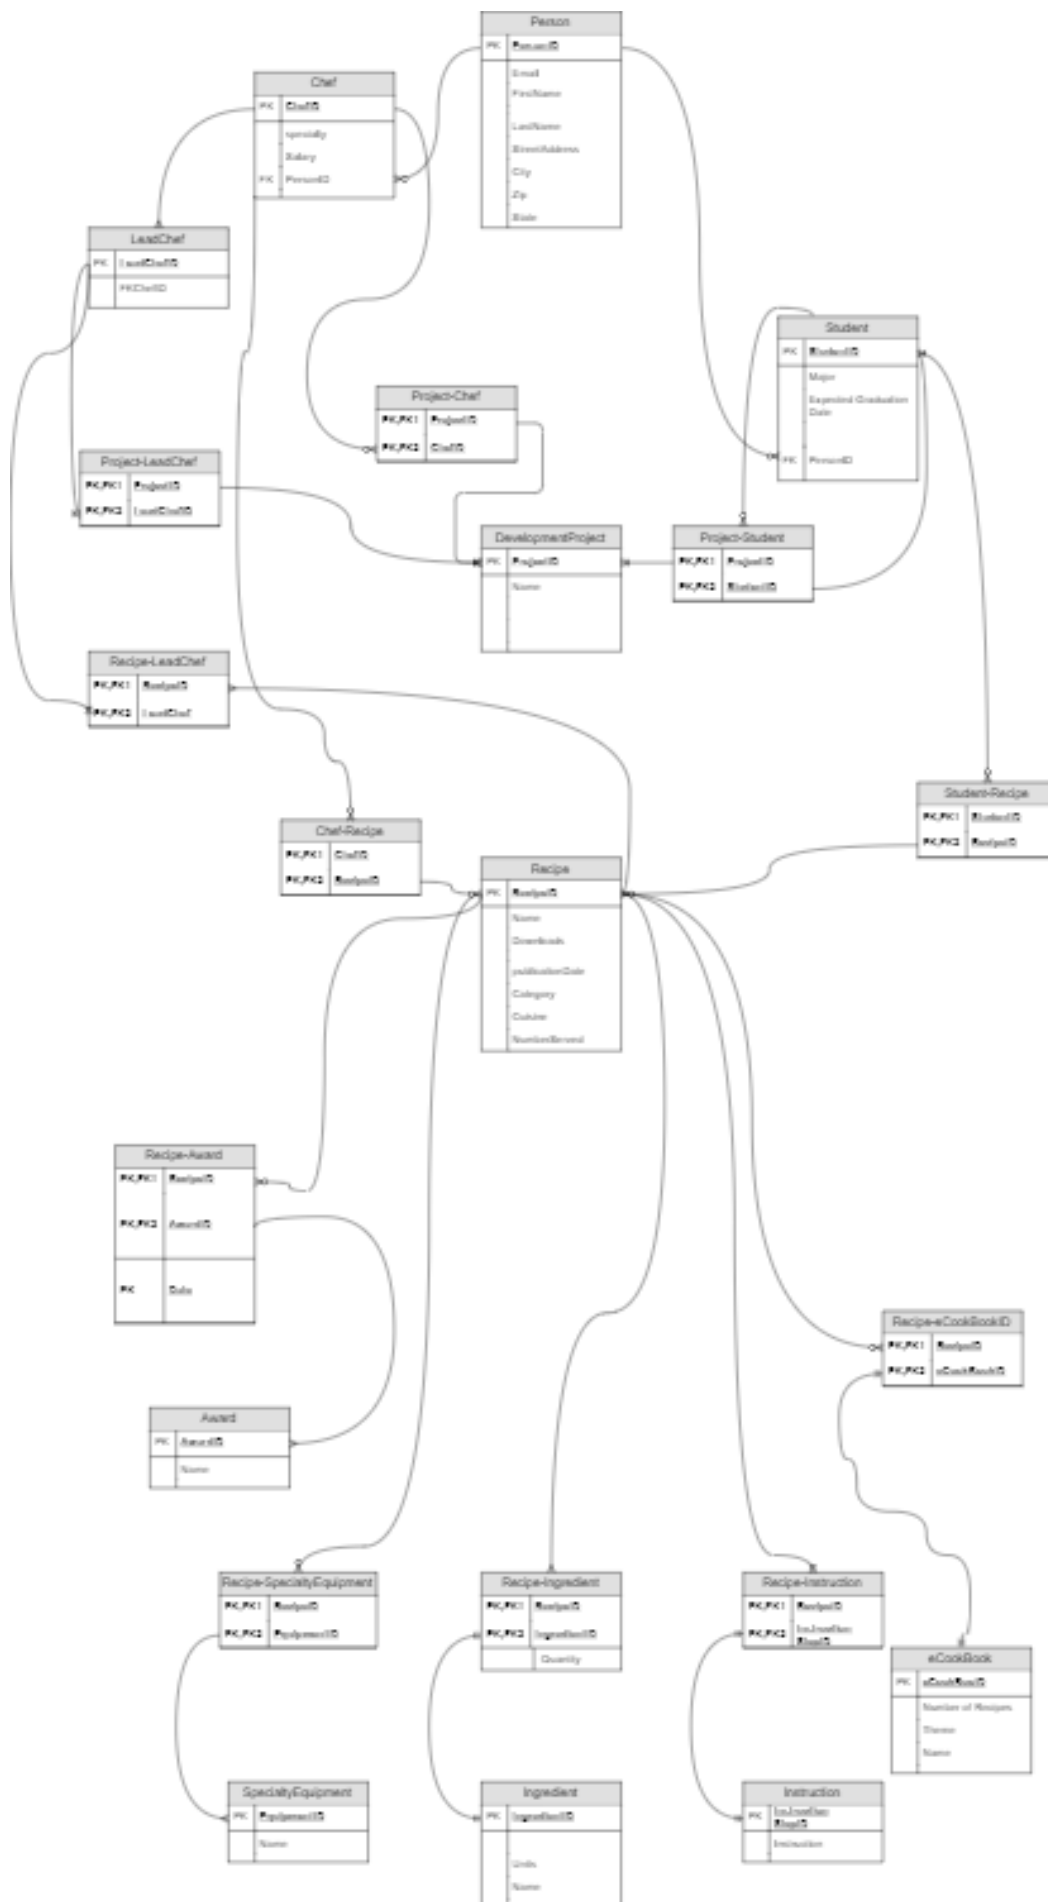 Person
PK PersonID
Email
FirstName
LastName
StreetAddress
City
Zip
State
Chef
PK ChefID
specialty
Salary
FK PersonID
LeadChef
PK LeadChefID
FKChefID
Student
PK StudentID
Major
Expected Graduation
Date
FK PersonID
Project-Chef
PK,FK1 ProjectID
PK,FK2 ChefID
Project-LeadChef
PK,FK1 ProjectID
PK,FK2 LeadChefID
DevelopmentProject
PK ProjectID
Name
Project-Student
PK,FK1 ProjectID
PK,FK2 StudentID
Recipe-LeadChef
PK,FK1 RecipeID
PK,FK2 LeadChef
Student-Recipe
PK,FK1 StudentID
PK,FK2 RecipeID
Chef-Recipe
PK,FK1 ChefID
PK,FK2 RecipeID
Recipe
PK RecipeID
Name
Downloads
publicationDate
Category
Cuisine
NumberServed
Recipe-Award
PK,FK1 RecipeID
PK,FK2 AwardID
PK Date
Recipe-eCookBookID
PK,FK1 RecipeID
PK,FK2 eCookBookID
Award
PK AwardID
Name
Recipe-SpecialtyEquipment
PK,FK1 RecipeID
PK,FK2 EquipmentID
Recipe-Ingredient
PK,FK1 RecipeID
PK,FK2 IngredientID
Quantity
Recipe-Instruction
PK,FK1 RecipeID
PK,FK2 Instruction
StepID
eCookBook
PK
Number of Recipes
Theme
Name
SpecialtyEquipment
PK EquipmentID
Name
Ingredient
PK IngredientID
Units
Name
Instruction
PK Instruction
StepID
Instruction